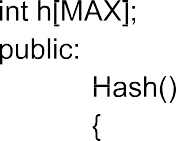 int h[MAX];
public:
Hash()
{